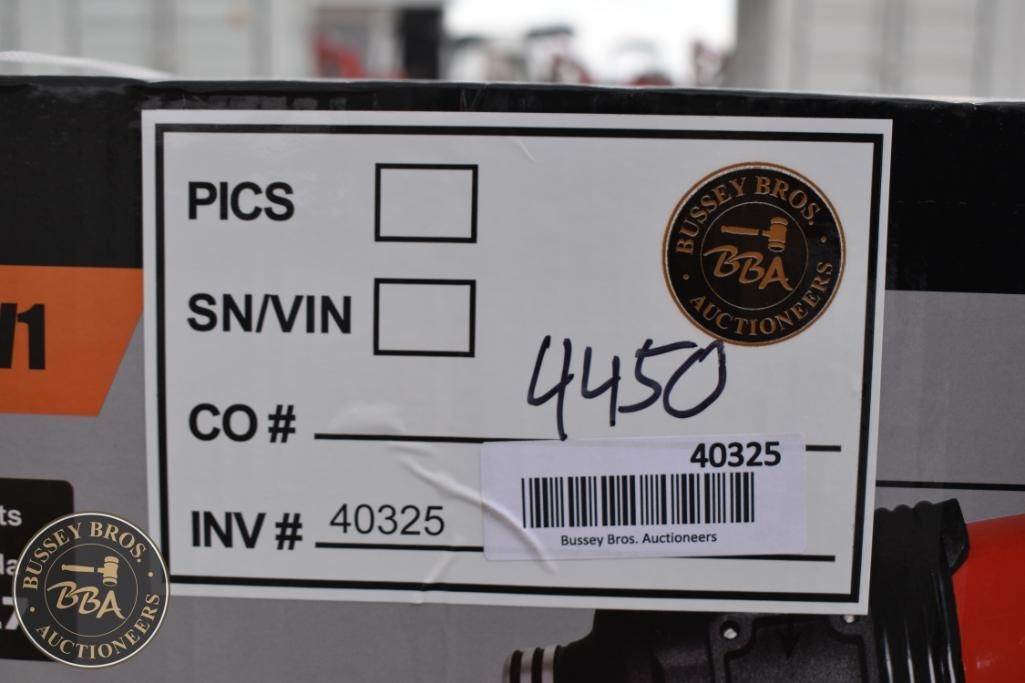 PICS
SN/VIN
CO #
INV # 40325
4450
BUSSEY BROS.
BBA
AUCTIONEERS
40325
Bussey Bros. Auctioneers
BUSSEY BROS.
BBA
AUCTIONEERS